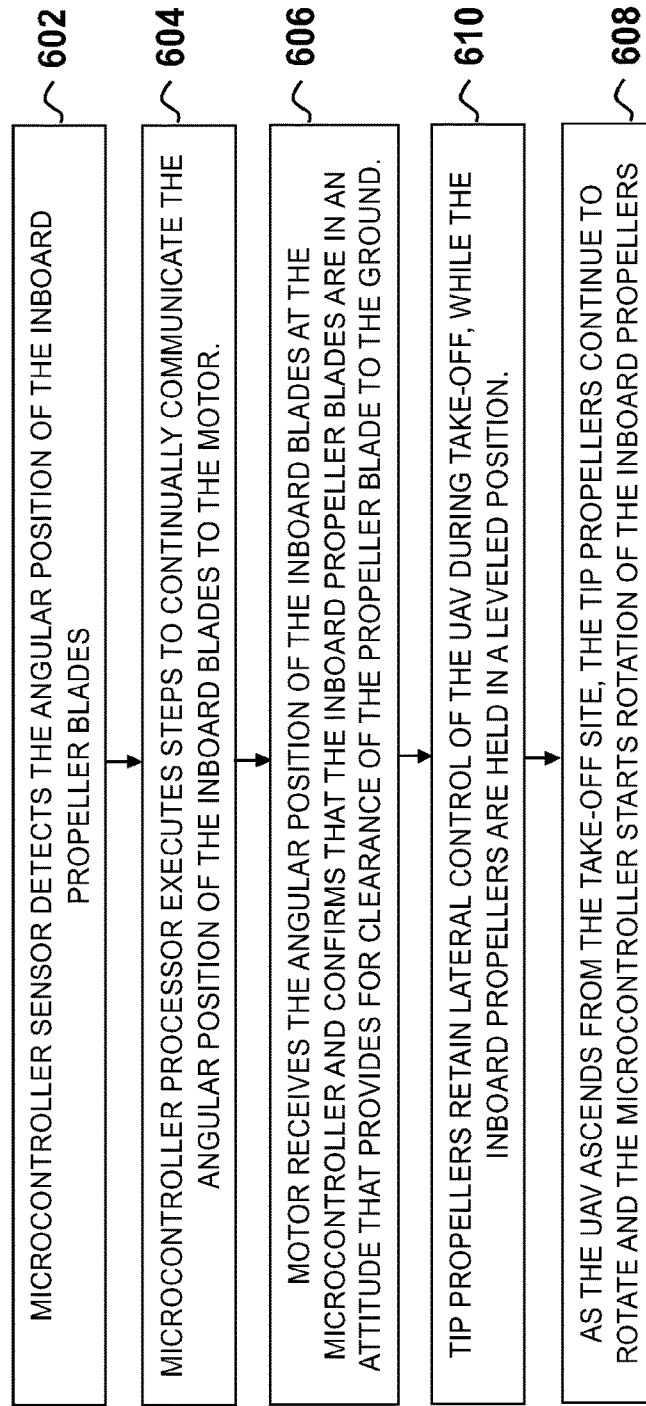 MICROCONTROLLER SENSOR DETECTS THE ANGULAR POSITION OF THE INBOARD
PROPELLER BLADES
602
MICROCONTROLLER PROCESSOR EXECUTES STEPS TO CONTINUALLY COMMUNICATE THE
ANGULAR POSITION OF THE INBOARD BLADES TO THE MOTOR.
604
MOTOR RECEIVES THE ANGULAR POSITION OF THE INBOARD BLADES AT THE
MICROCONTROLLER AND CONFIRMS THAT THE INBOARD PROPELLER BLADES ARE IN AN
ATTITUDE THAT PROVIDES FOR CLEARANCE OF THE PROPELLER BLADE TO THE GROUND.
606
TIP PROPELLERS RETAIN LATERAL CONTROL OF THE UAV DURING TAKE-OFF, WHILE THE
INBOARD PROPELLERS ARE HELD IN A LEVELED POSITION.
610
AS THE UAV ASCENDS FROM THE TAKE-OFF SITE, THE TIP PROPELLERS CONTINUE TO
ROTATE AND THE MICROCONTROLLER STARTS ROTATION OF THE INBOARD PROPELLERS
608